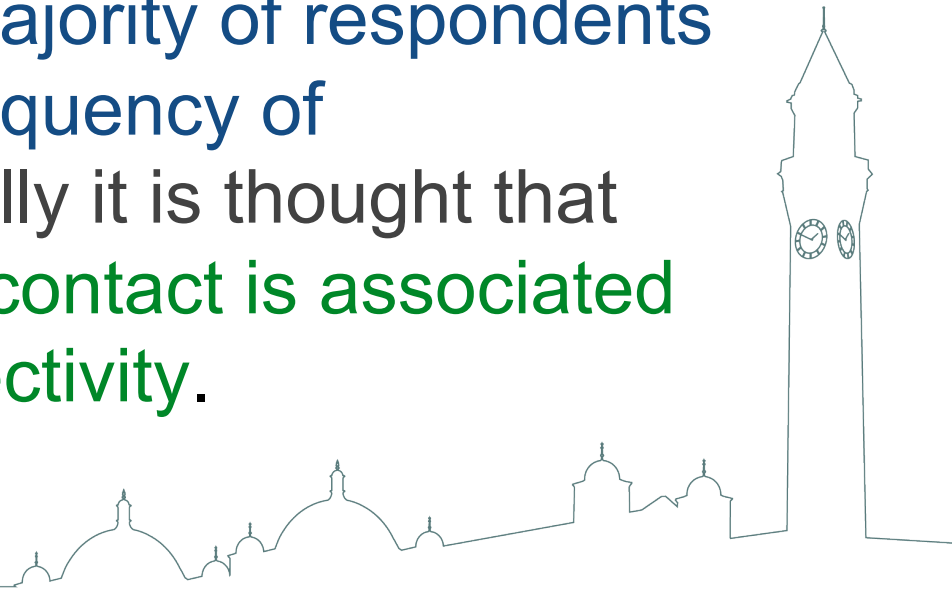 ajority of respondents
quency of
lly it is thought that
contact is associated
ctivity.